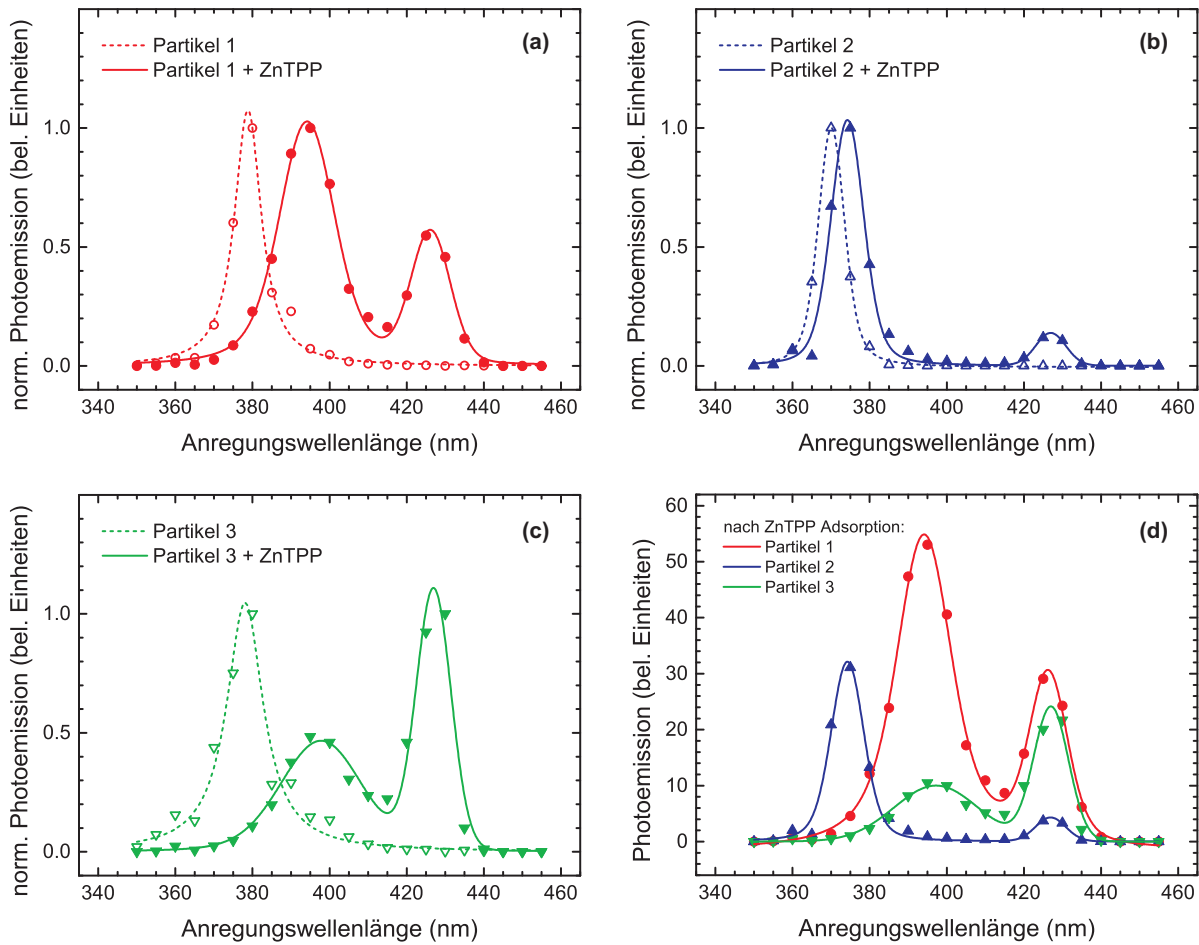 (a)
Partikel 1
Partikel 1 + ZnTPP
norm. Photoemission (bel. Einheiten)
1.0
0.5
0.0
340 360 380 400 420 440 460
Anregungswellenlänge (nm)
(b)
Partikel 2
Partikel 2 + ZnTPP
norm. Photoemission (bel. Einheiten)
1.0
0.5
0.0
340 360 380 400 420 440 460
Anregungswellenlänge (nm)
(c)
Partikel 3
Partikel 3 + ZnTPP
norm. Photoemission (bel. Einheiten)
1.0
0.5
0.0
340 360 380 400 420 440 460
Anregungswellenlänge (nm)
(d)
nach ZnTPP Adsorption:
Partikel 1
Partikel 2
Partikel 3
Photoemission (bel. Einheiten)
60
50
40
30
20
10
0
340 360 380 400 420 440 460
Anregungswellenlänge (nm)